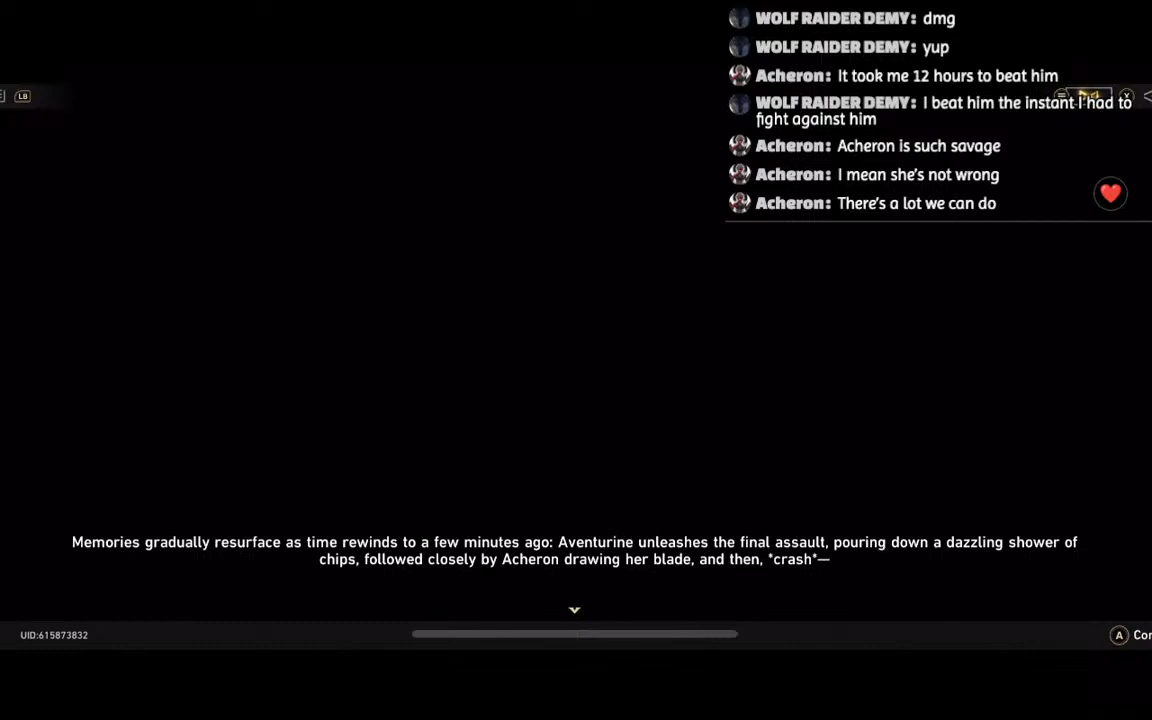 WOLF RAIDER DEMY: dmg
WOLF RAIDER DEMY: yup
Acheron: It took me 12 hours to beat him
LB
X
WOLF RAIDER DEMY: I beat him the instant I had to
fight against him
Acheron: Acheron is such savage
Acheron: I mean she's not wrong
Acheron: There's a lot we can do
Memories gradually resurface as time rewinds to a few minutes ago: Aventurine unleashes the final assault, pouring down a dazzling shower of
chips, followed closely by Acheron drawing her blade, and then, *crash*—
UID:615873832
A Con